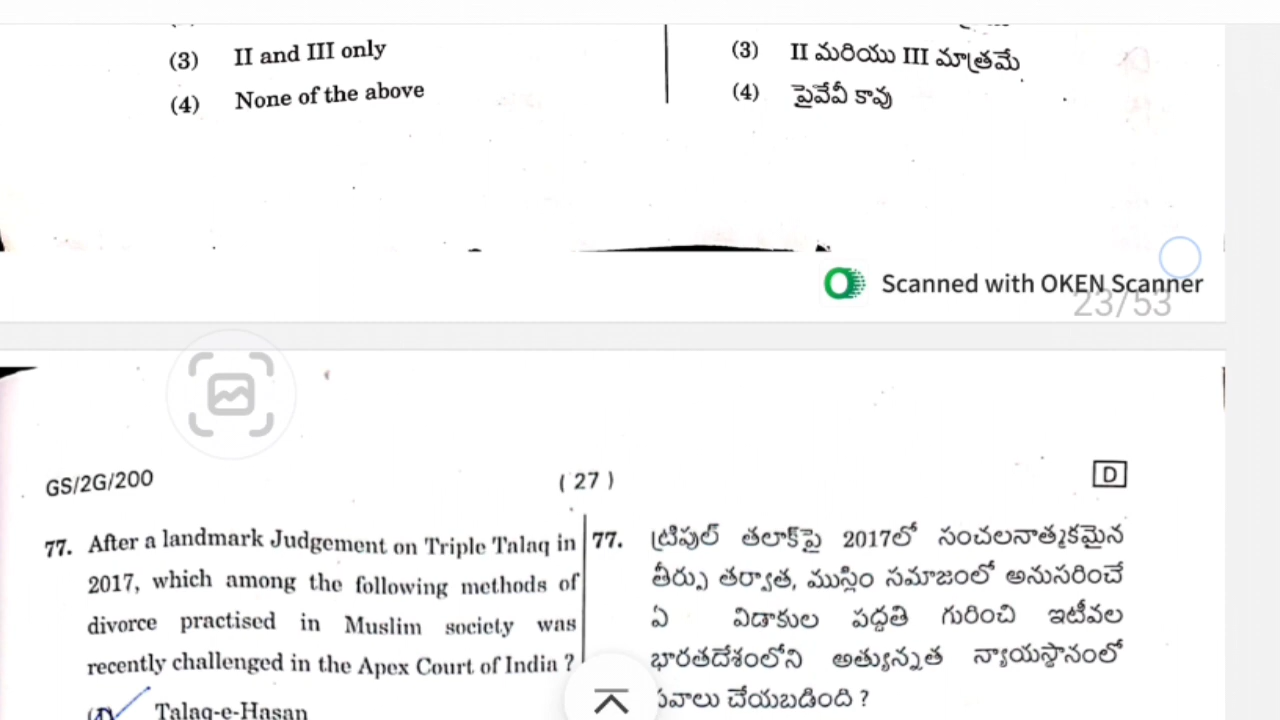 (3) II and III only
(4) None of the above
(3) II మరియు III మాత్రమే
(4) పైవేవీ కావు
Scanned with OKEN Scanner
23/53
GS/2G/200
( 27 )
D
77. After a landmark Judgement on Triple Talaq in
2017, which among the following methods of
divorce practised in Muslim society was
recently challenged in the Apex Court of India ?
Talaq-e-Hasan
77. ట్రిపుల్ తలాక్‌పై 2017లో సంచలనాత్మకమైన
తీర్పు తర్వాత, ముస్లిం సమాజంలో అనుసరించే
ఏ విడాకుల పద్ధతి గురించి ఇటీవల
భారతదేశంలోని అత్యున్నత న్యాయస్థానంలో
చేయబడింది ?